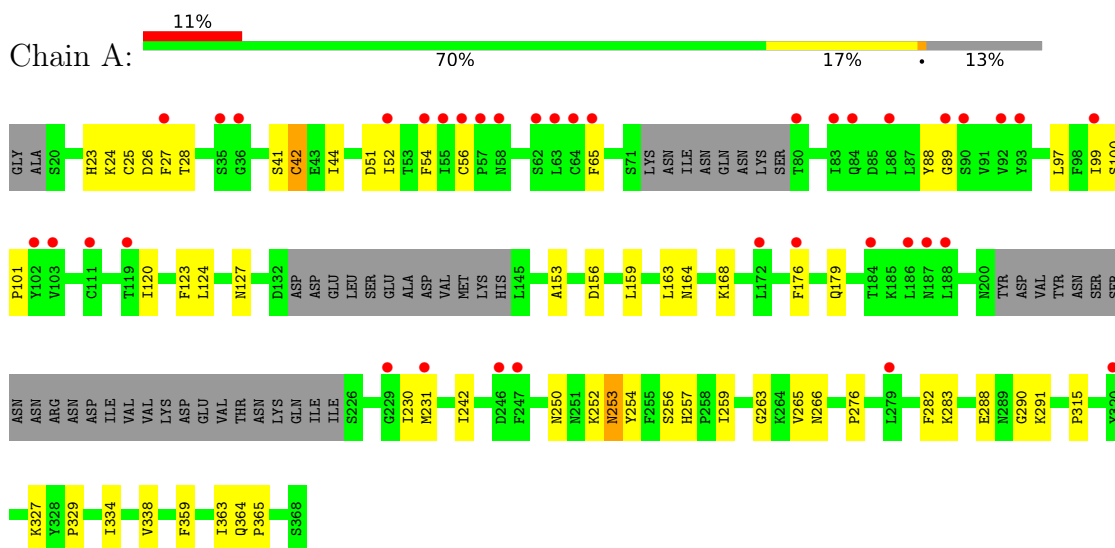 11%
Chain A:
70% 17% • 13%
GLY ALA S20 H23 K24 C25 D26 F27 T28 S35 G36 S41 C42 E43 I44 D51 I52 T53 F54 I55 C56 P57 N58 S62 L63 C64 F65 S71 LYS ASN ILE ASN GLN ASN LYS SER T80 I83 Q84 D85 L86 L87 Y88 G89 S90 V91 V92 Y93 L97 F98 I99 S100
P101 Y102 V103 C111 T119 I120 F123 L124 N127 D132 ASP ASP GLU LEU SER GLU ALA ASP VAL MET LYS HIS L145 A153 D156 L159 L163 N164 K168 L172 F176 Q179 T184 K185 L186 N187 L188 N200 TYR ASP VAL TYR ASN SER SER
ASN ASN ARG ASN ASP ILE VAL VAL LYS ASP GLU VAL THR ASN LYS GLN ILE ILE S226 G229 I230 M231 I242 D246 F247 N250 N251 K252 N253 Y254 F255 S256 H257 P258 I259 G263 K264 V265 N266 P276 L279 F282 K283 E288 N289 G290 K291 P315 Y320
K327 Y328 P329 I334 V338 F359 I363 Q364 P365 S368